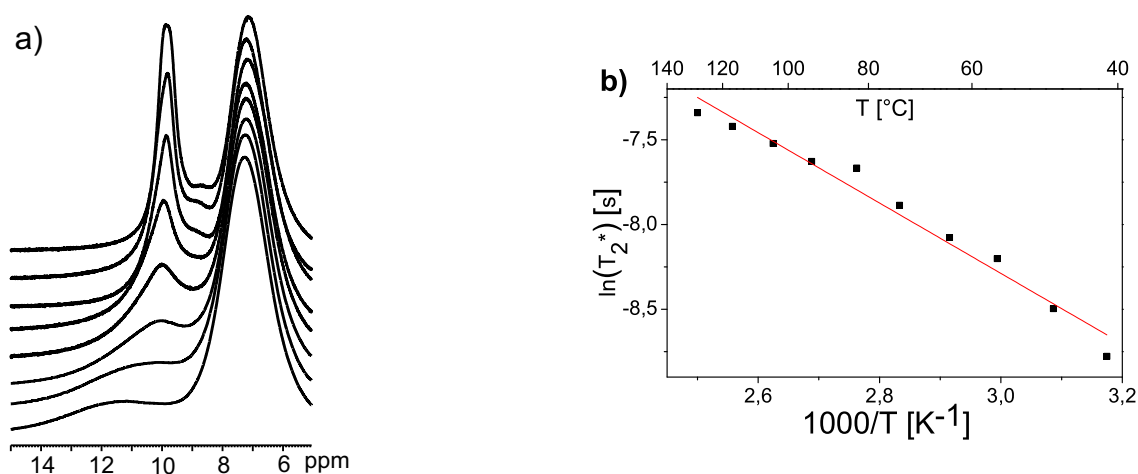 a)
14 12 10 8 6 ppm
b)
140 120 100 80 60 40
T [°C]
-7,5
-8,0
-8,5
ln(T2*) [s]
2,6 2,8 3,0 3,2
1000/T [K-1]